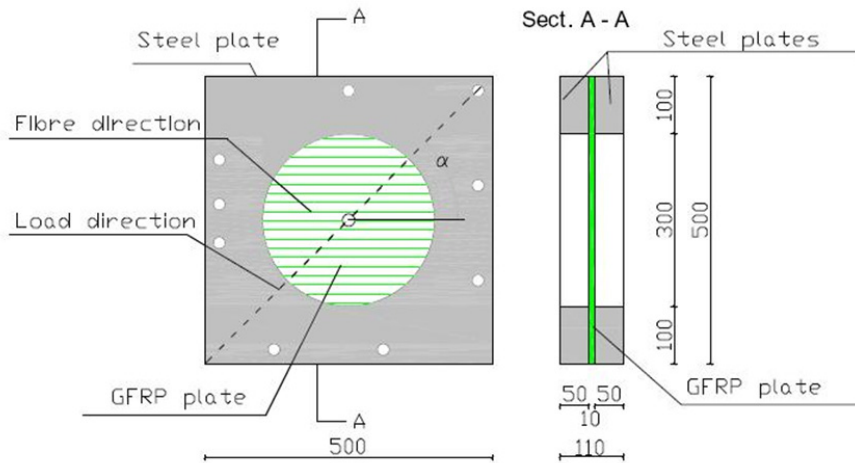 A
Sect. A - A
Steel plate
Steel plates
Fibre direction
α
Load direction
100
300
500
100
GFRP plate
GFRP plate
A
50
50
10
500
110